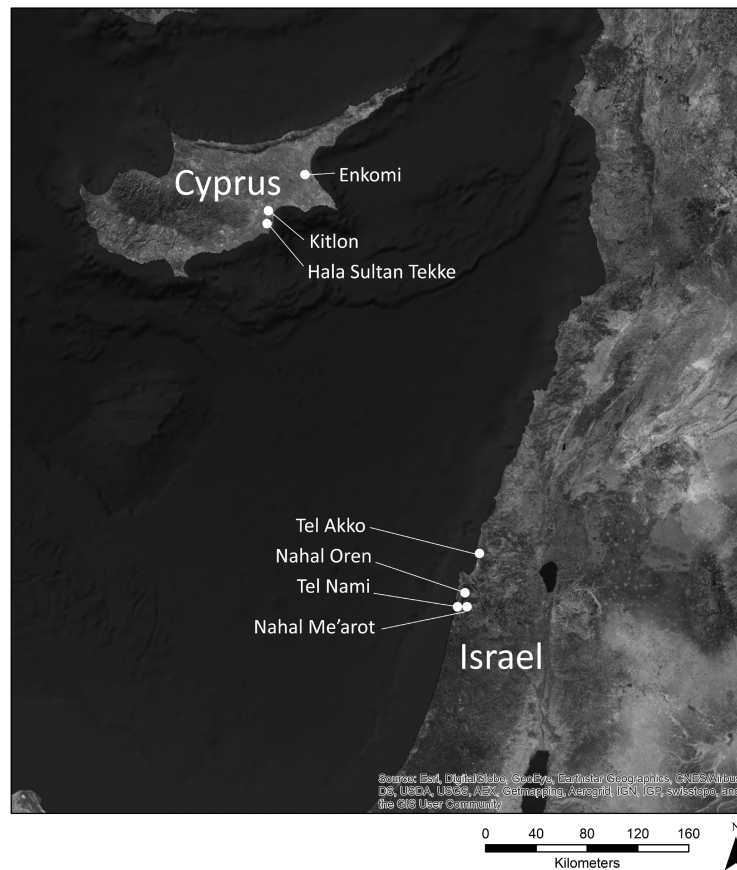 Enkomi
Cyprus
Kitlon
Hala Sultan Tekke
Tel Akko
Nahal Oren
Tel Nami
Nahal Me'arot
Israel
Source: Esri, DigitalGlobe, GeoEye, Earthstar Geographics, CNES/Airbus
DS, USDA, USGS, AEX, Getmapping, Aerogrid, IGN, IGP, swisstopo, and
the GIS User Community
N
0 40 80 120 160
Kilometers